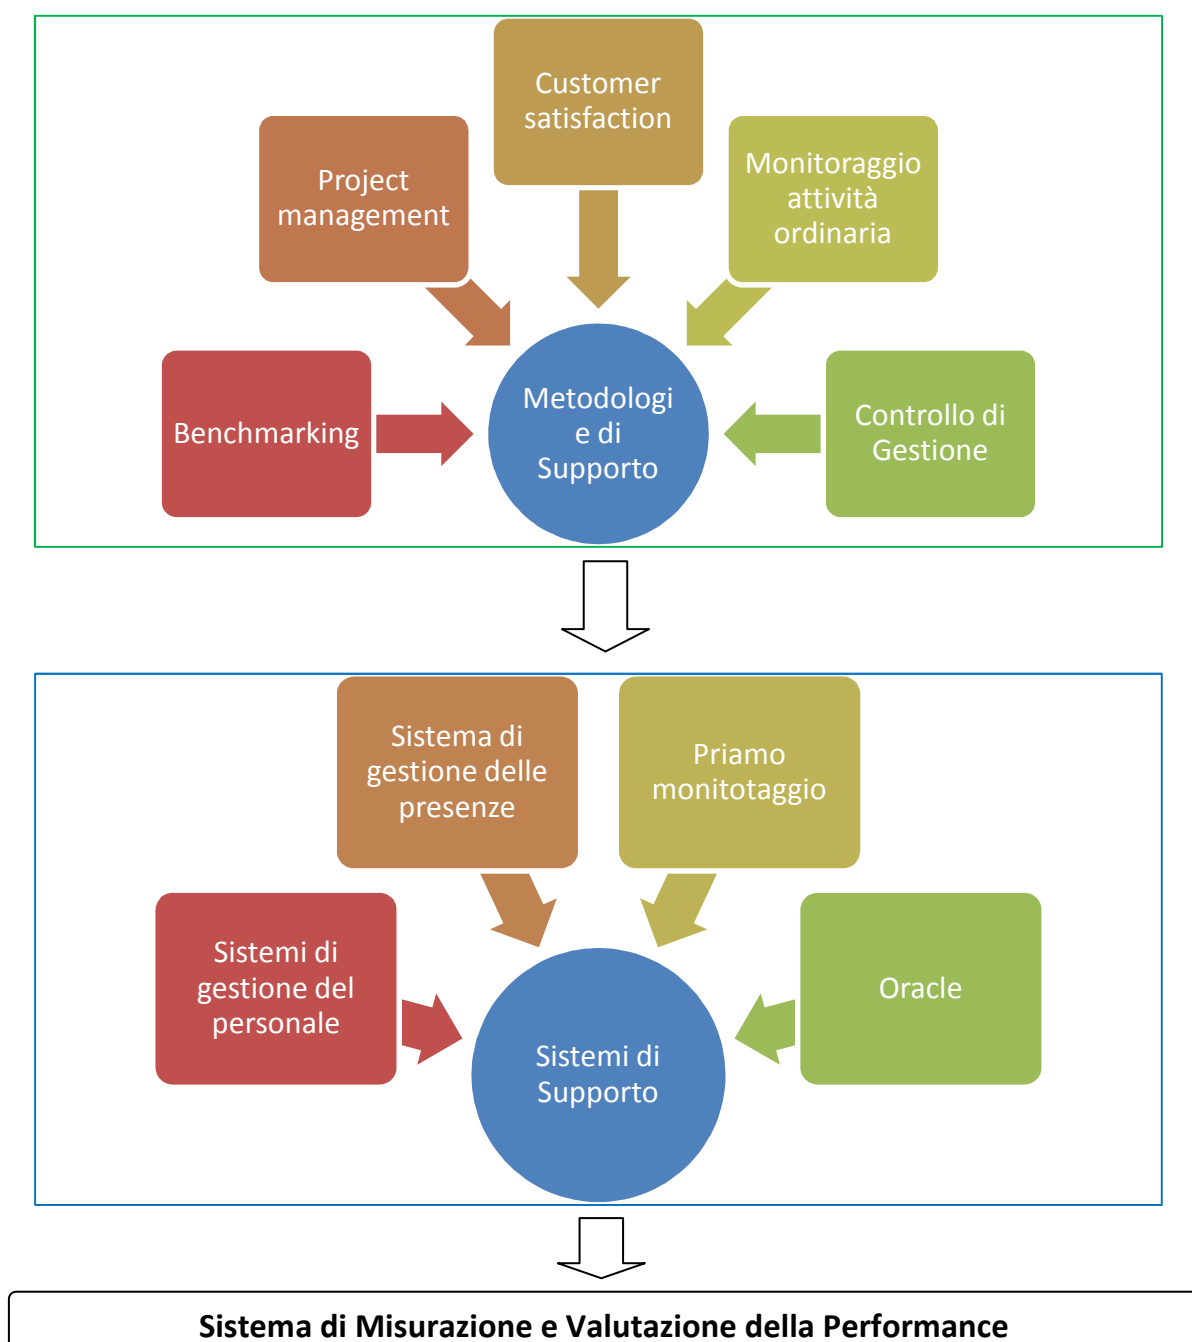 Customer
satisfaction
Project
management
Monitoraggio
attività
ordinaria
Benchmarking
Metodologi
e di
Supporto
Controllo di
Gestione
Sistema di
gestione delle
presenze
Priamo
monitotaggio
Sistemi di
gestione del
personale
Oracle
Sistemi di
Supporto
Sistema di Misurazione e Valutazione della Performance